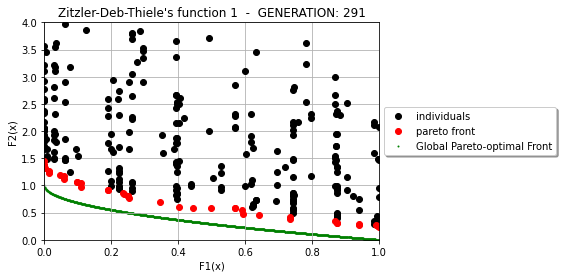 Zitzler-Deb-Thiele's function 1 - GENERATION: 291
4.0
3.5
3.0
2.5
2.0
1.5
1.0
0.5
0.0
F2(x)
0.0 0.2 0.4 0.6 0.8 1.0
F1(x)
individuals
pareto front
Global Pareto-optimal Front